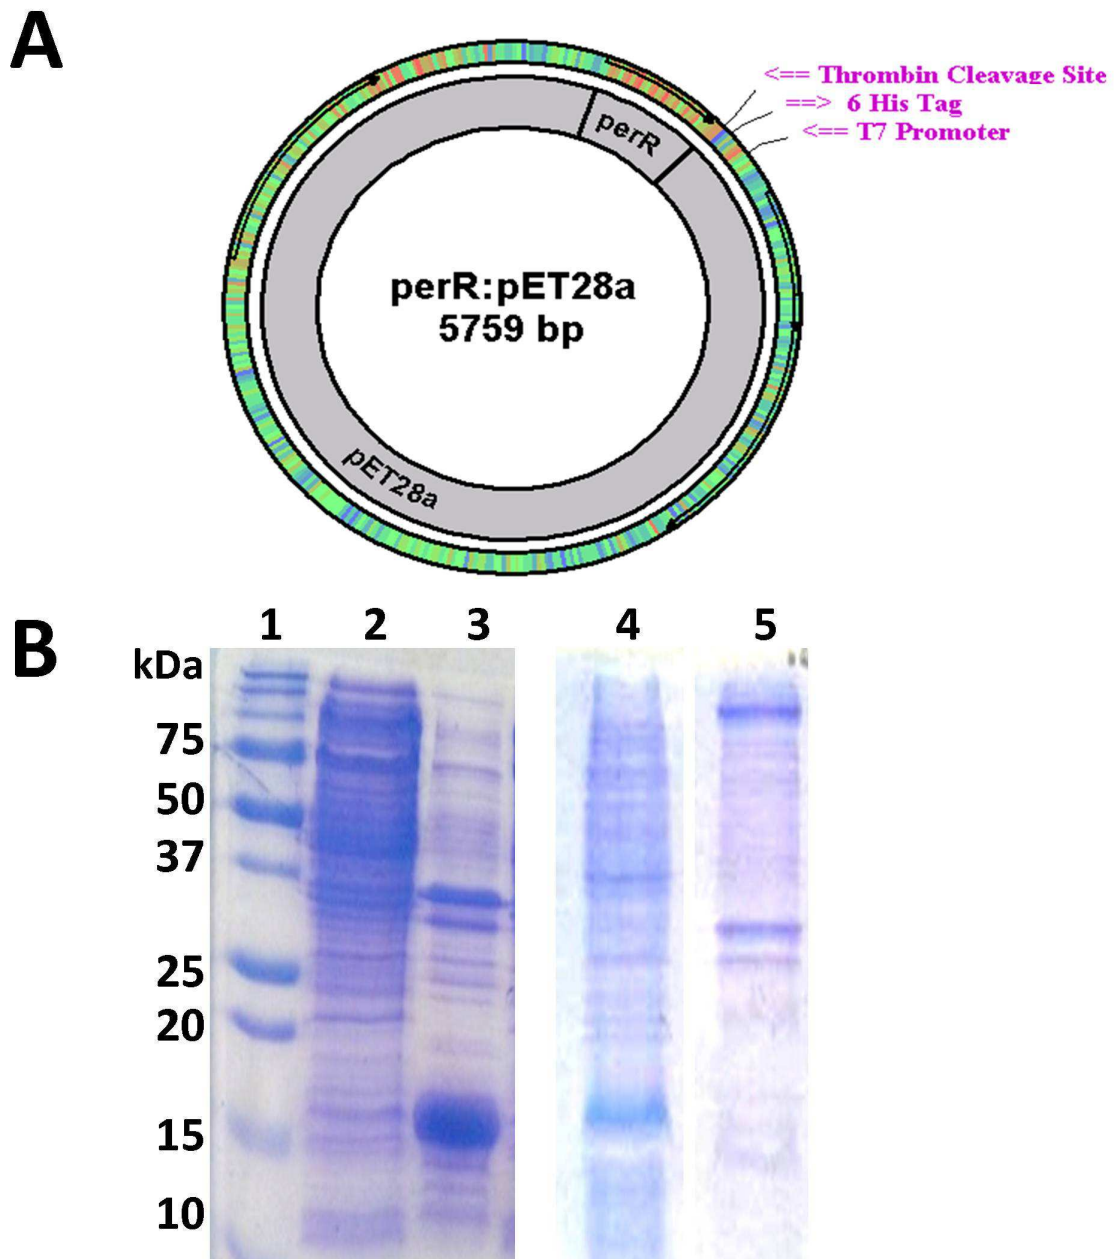 A
<== Thrombin Cleavage Site
==> 6 His Tag
<== T7 Promoter
perR
perR:pET28a
5759 bp
pET28a
B
1 2 3 4 5
kDa
75
50
37
25
20
15
10